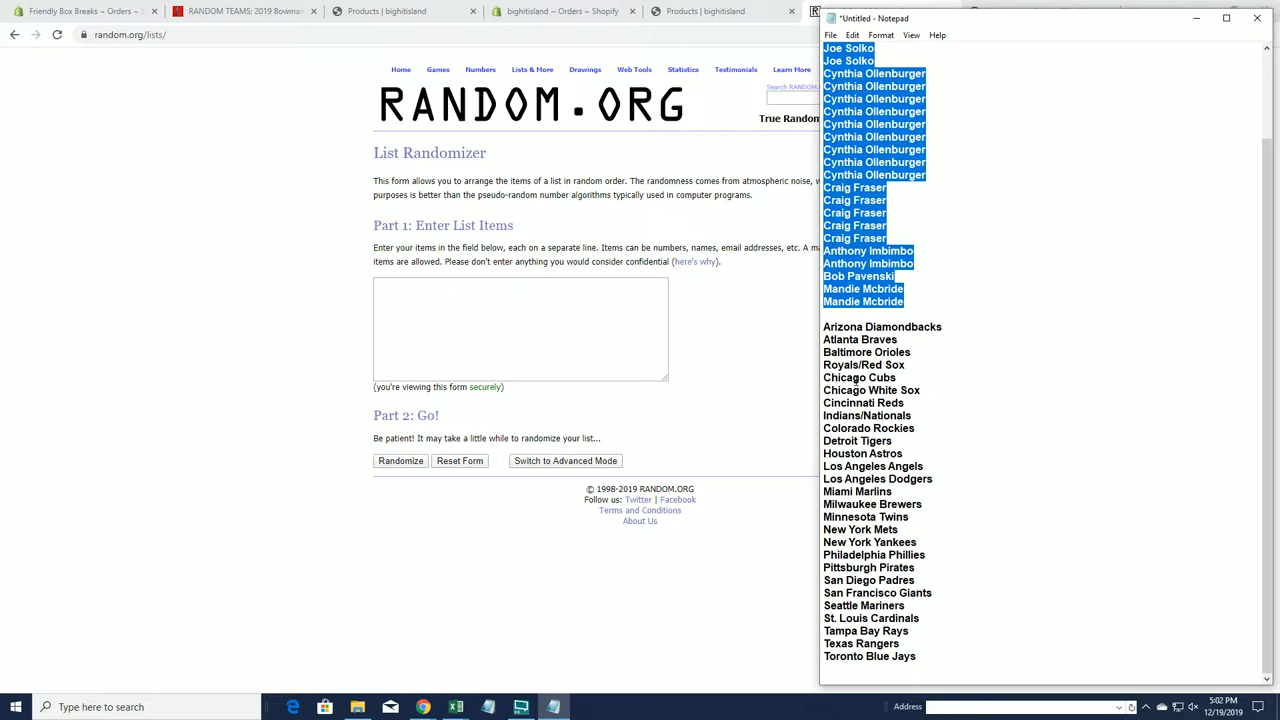 Friendly Box Breaks ~ Orders ~ S
RANDOM TEAMS: 2019 Bowma
Products | bighitisland
bighitisland ~ Orders ~ Shopify
Products | bighitisland
*Untitled - Notepad
random.org/lists/
File Edit Format View Help
Joe Solko
Joe Solko
Cynthia Ollenburger
Cynthia Ollenburger
Cynthia Ollenburger
Cynthia Ollenburger
Cynthia Ollenburger
Cynthia Ollenburger
Cynthia Ollenburger
Cynthia Ollenburger
Cynthia Ollenburger
Craig Fraser
Craig Fraser
Craig Fraser
Craig Fraser
Craig Fraser
Anthony Imbimbo
Anthony Imbimbo
Bob Pavenski
Mandie Mcbride
Mandie Mcbride
Arizona Diamondbacks
Atlanta Braves
Baltimore Orioles
Royals/Red Sox
Chicago Cubs
Chicago White Sox
Cincinnati Reds
Indians/Nationals
Colorado Rockies
Detroit Tigers
Houston Astros
Los Angeles Angels
Los Angeles Dodgers
Miami Marlins
Milwaukee Brewers
Minnesota Twins
New York Mets
New York Yankees
Philadelphia Phillies
Pittsburgh Pirates
San Diego Padres
San Francisco Giants
Seattle Mariners
St. Louis Cardinals
Tampa Bay Rays
Texas Rangers
Toronto Blue Jays
Home Games Numbers Lists & More Drawings Web Tools Statistics Testimonials Learn More
Search RANDOM.
RANDOM.ORG
True Random
List Randomizer
This form allows you to arrange the items of a list in random order. The randomness comes from atmospheric noise, w
purposes is better than the pseudo-random number algorithms typically used in computer programs.
Part 1: Enter List Items
Enter your items in the field below, each on a separate line. Items can be numbers, names, email addresses, etc. A ma
items are allowed. Please don't enter anything you would consider confidential (here's why).
(you're viewing this form securely)
Part 2: Go!
Be patient! It may take a little while to randomize your list...
Randomize Reset Form Switch to Advanced Mode
© 1998-2019 RANDOM.ORG
Follow us: Twitter | Facebook
Terms and Conditions
About Us
Type here to search
Address
5:02 PM
12/19/2019